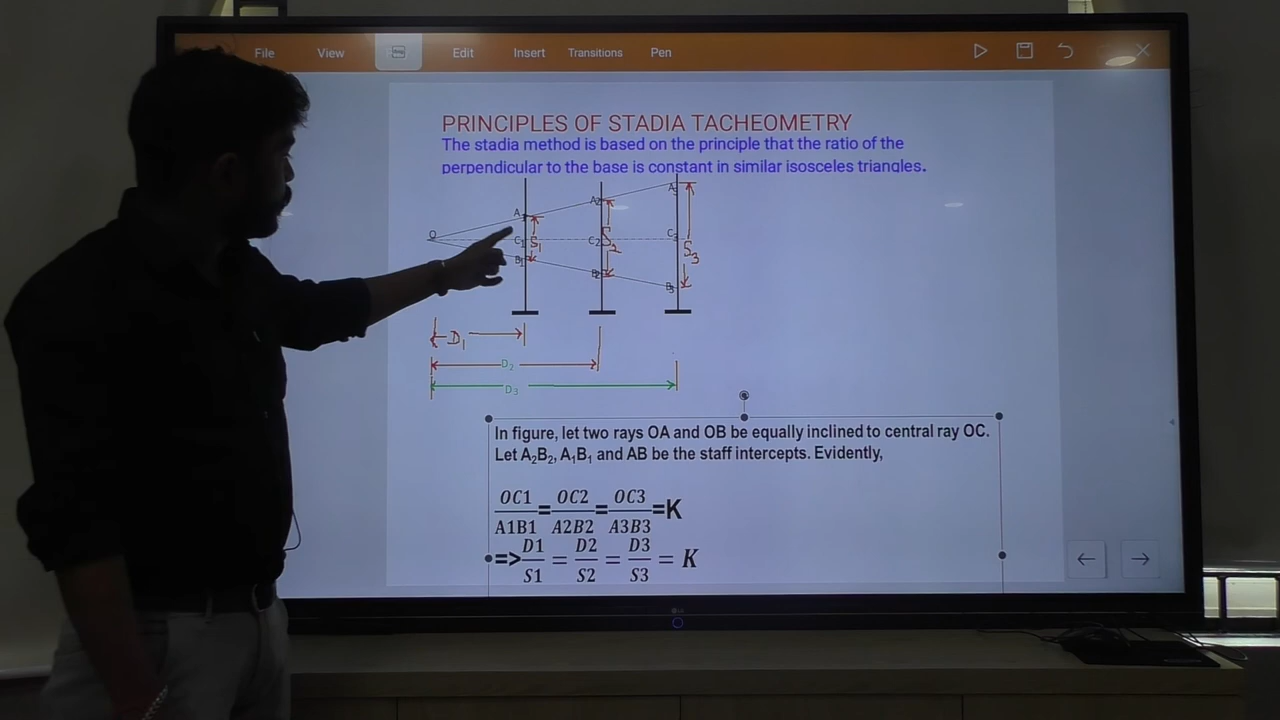 File View Edit Insert Transitions Pen
PRINCIPLES OF STADIA TACHEOMETRY
The stadia method is based on the principle that the ratio of the
perpendicular to the base is constant in similar isosceles triangles.
A2 A3
O A1
C1 S1 C2 S2 C3 S3
B1 B2 B3
D1
D2
D3
In figure, let two rays OA and OB be equally inclined to central ray OC.
Let A₂B₂, A₁B₁ and AB be the staff intercepts. Evidently,
OC1/A1B1 = OC2/A2B2 = OC3/A3B3 = K
=> D1/S1 = D2/S2 = D3/S3 = K
LG